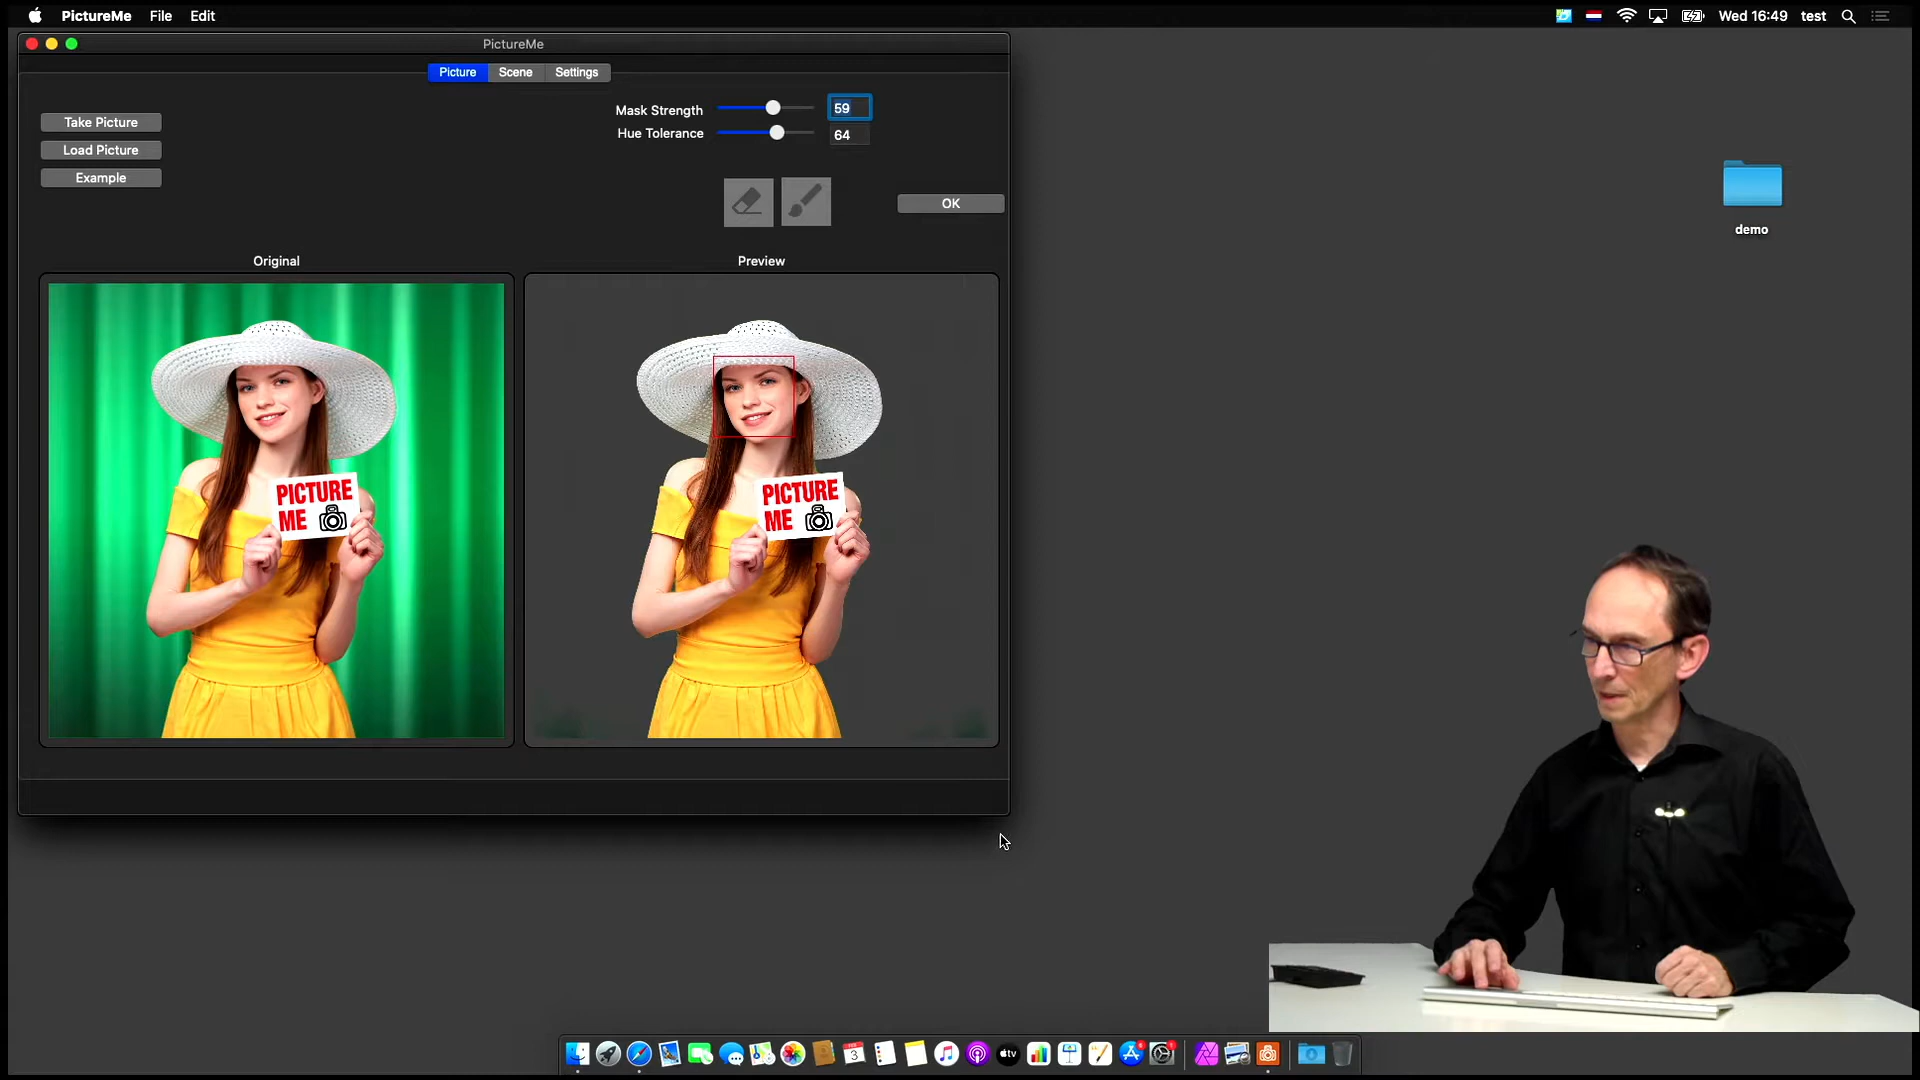 PictureMe File Edit Wed 16:49 test
PictureMe
Picture Scene Settings
Take Picture
Load Picture
Example
Mask Strength 59
Hue Tolerance 64
OK
Original Preview
PICTURE
ME
PICTURE
ME
demo